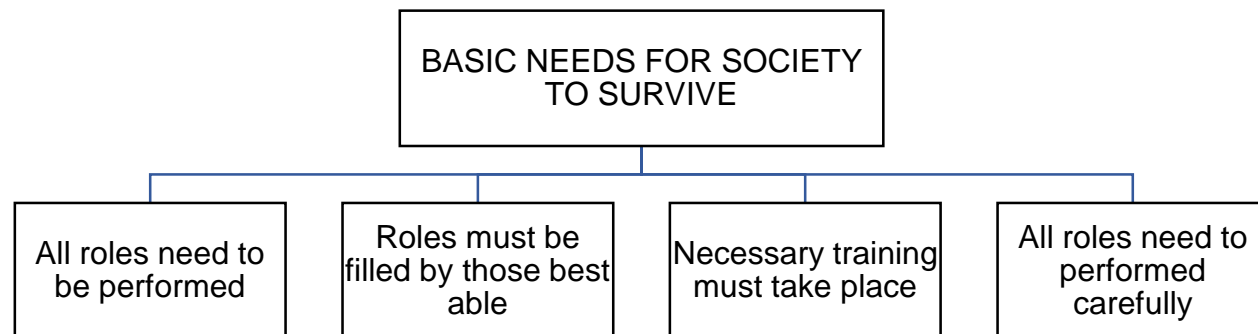 BASIC NEEDS FOR SOCIETY
TO SURVIVE
All roles need to
be performed
Roles must be
filled by those best
able
Necessary training
must take place
All roles need to
performed
carefully